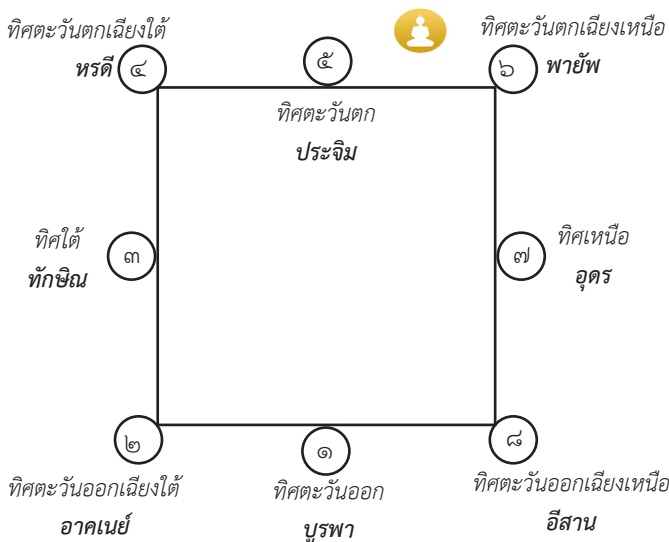 ทิศตะวันตกเฉียงใต้
หรดี
๔
๕
ทิศตะวันตก
ประจิม
ทิศตะวันตกเฉียงเหนือ
๖
พายัพ
ทิศใต้
ทักษิณ
๓
๗
ทิศเหนือ
อุดร
๒
ทิศตะวันออกเฉียงใต้
อาคเนย์
๑
ทิศตะวันออก
บูรพา
๘
ทิศตะวันออกเฉียงเหนือ
อีสาน